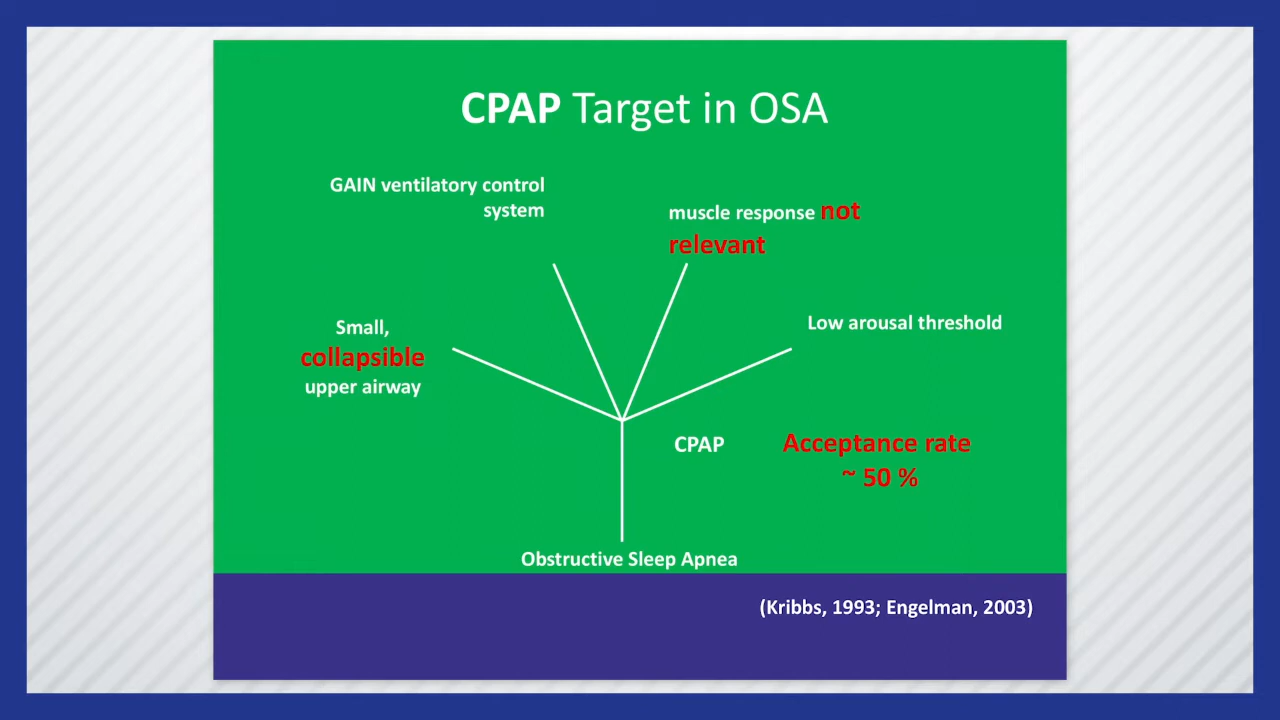 CPAP Target in OSA
GAIN ventilatory control
system
muscle response not
relevant
Small,
collapsible
upper airway
Low arousal threshold
CPAP
Acceptance rate
~ 50 %
Obstructive Sleep Apnea
(Kribbs, 1993; Engelman, 2003)